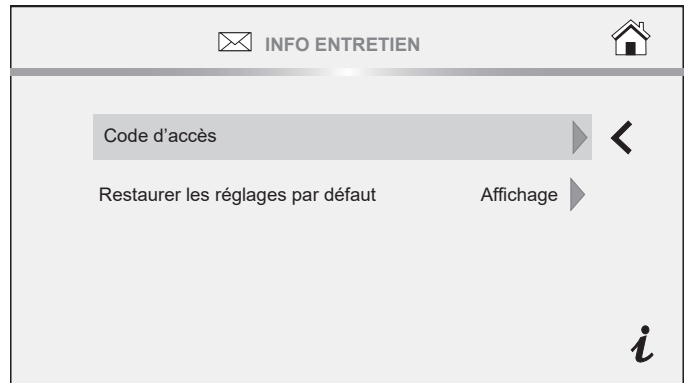 INFO ENTRETIEN
Code d'accès
Restaurer les réglages par défaut Affichage
i